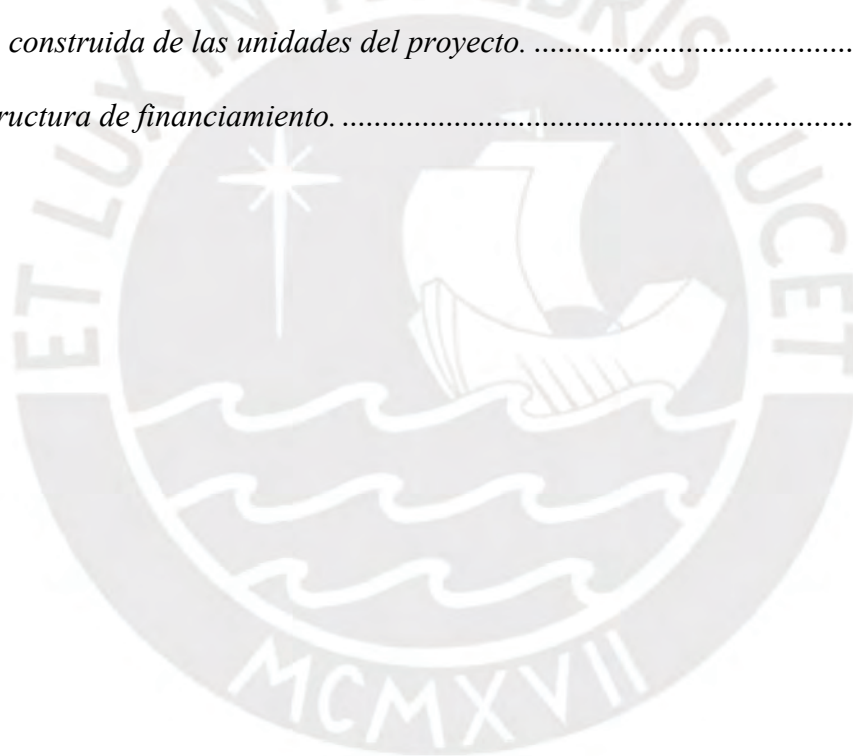 construida de las unidades del proyecto. ........................................
ructura de financiamiento. .................................................................
ET LUX IN TENEBRIS LUCET
MCMXVII